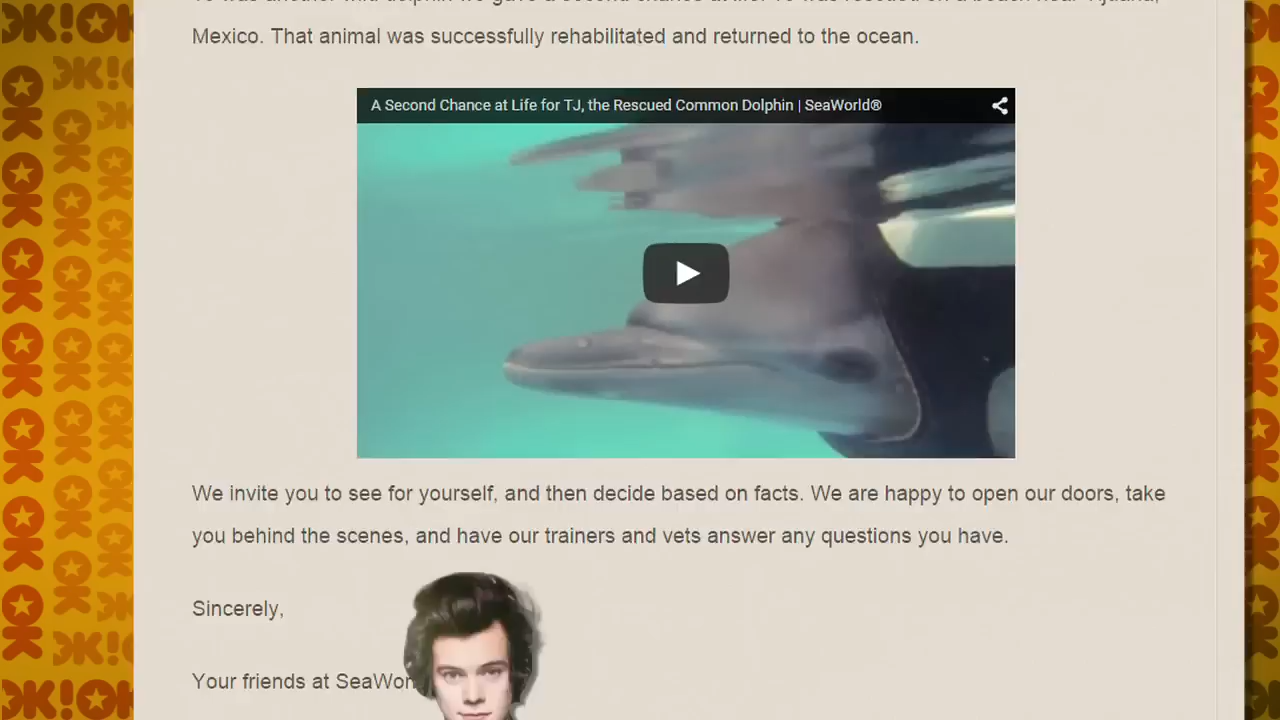 Mexico. That animal was successfully rehabilitated and returned to the ocean.
A Second Chance at Life for TJ, the Rescued Common Dolphin | SeaWorld®
We invite you to see for yourself, and then decide based on facts. We are happy to open our doors, take
you behind the scenes, and have our trainers and vets answer any questions you have.
Sincerely,
Your friends at
OK!